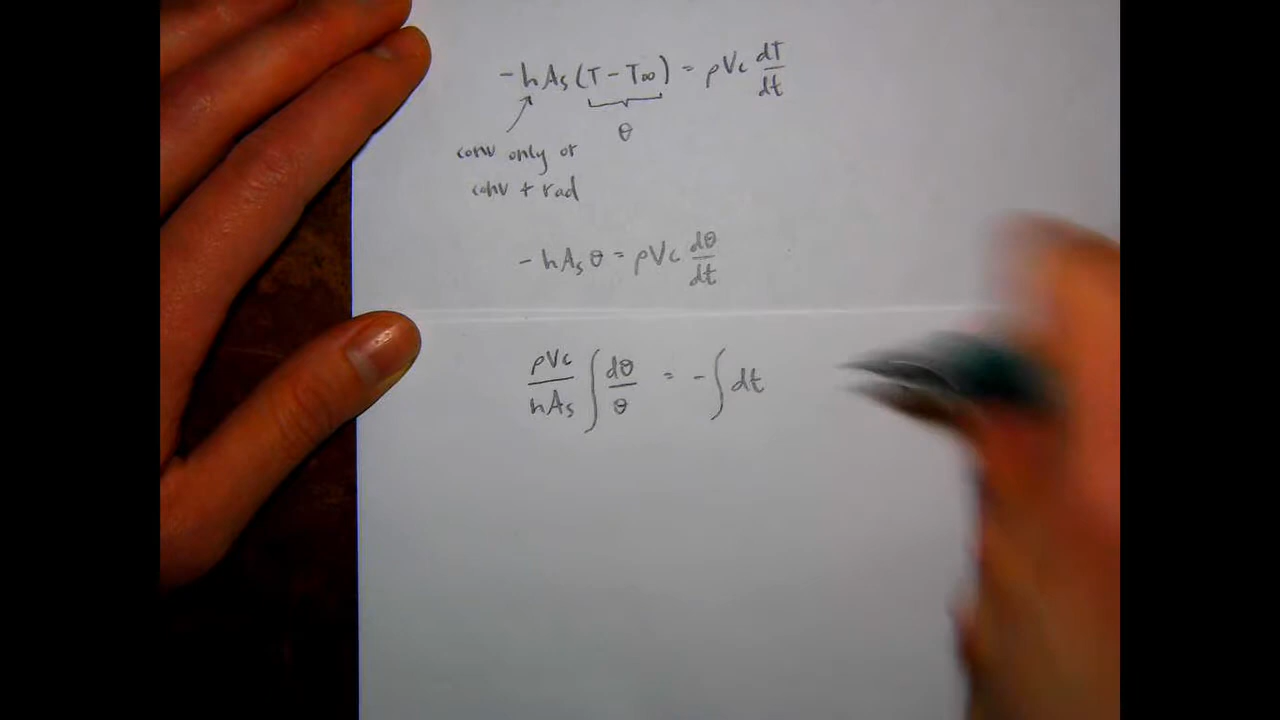 -hAs(T - T∞) = ρVc dT/dt
θ
conv only or
conv + rad
-hAsθ = ρVc dθ/dt
ρVc/hAs ∫ dθ/θ = -∫ dt